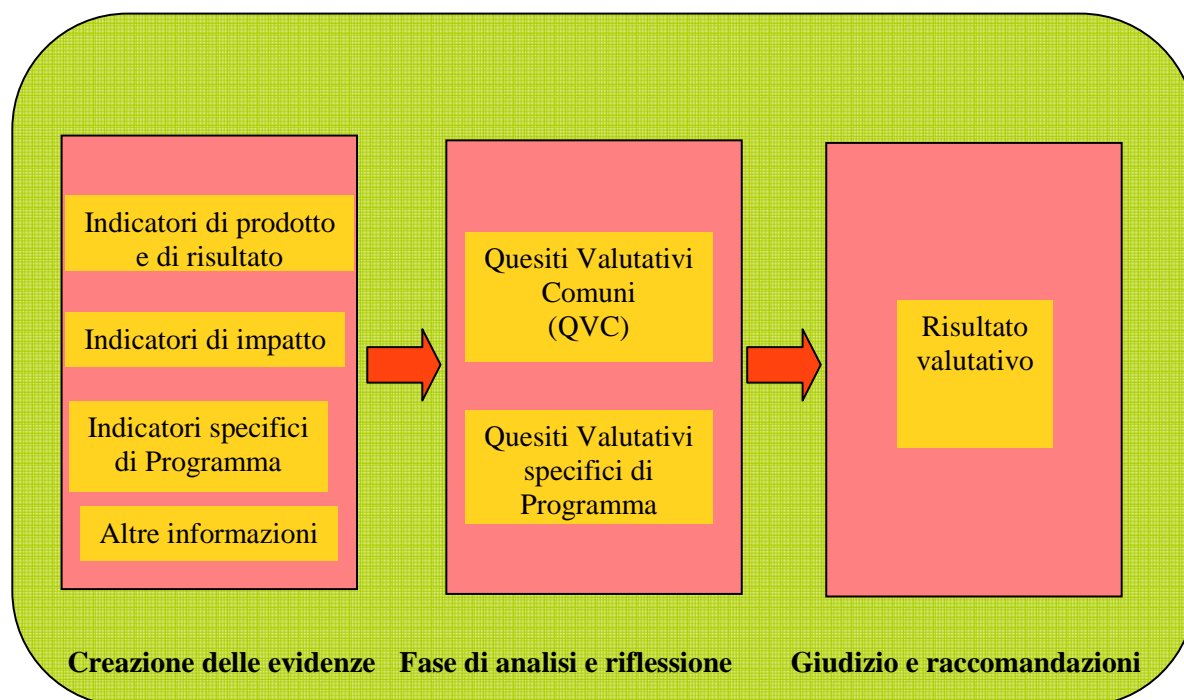 Indicatori di prodotto
e di risultato
Indicatori di impatto
Indicatori specifici
di Programma
Altre informazioni
Quesiti Valutativi
Comuni
(QVC)
Quesiti Valutativi
specifici di
Programma
Risultato
valutativo
Creazione delle evidenze
Fase di analisi e riflessione
Giudizio e raccomandazioni